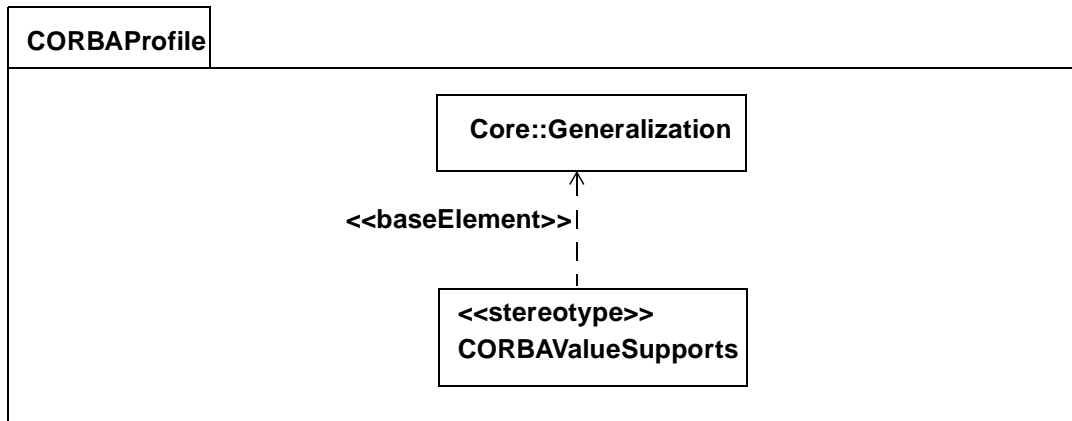 CORBAProfile
Core::Generalization
<<baseElement>>
<<stereotype>>
CORBAValueSupports